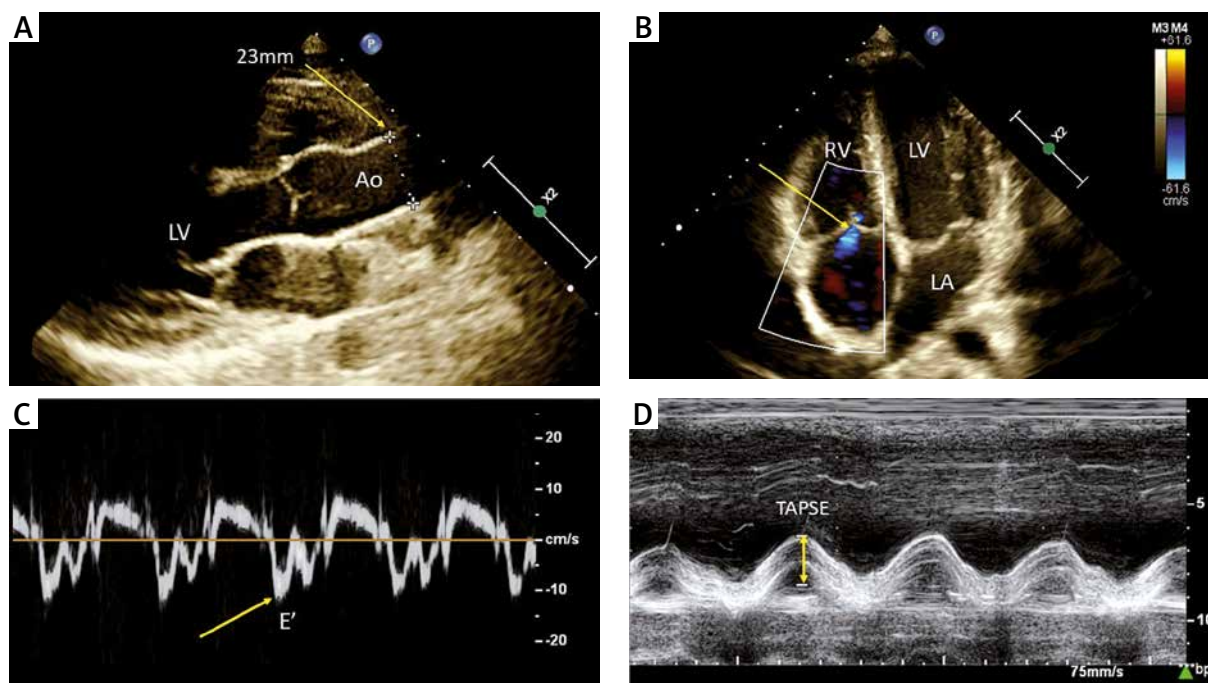 A
P
23mm
Ao
LV
X2
B
P
M3 M4
+61.6
-61.6
cm/s
RV
LV
LA
X2
C
20
10
cm/s
-10
-20
E'
D
TAPSE
5
10
75mm/s